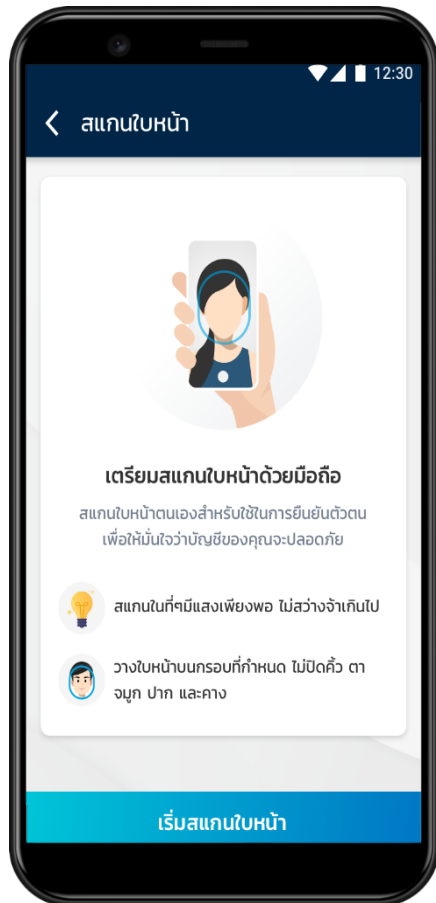 12:30
สแกนใบหน้า
เตรียมสแกนใบหน้าด้วยมือถือ
สแกนใบหน้าตนเองสำหรับใช้ในการยืนยันตัวตน
เพื่อให้มั่นใจว่าบัญชีของคุณจะปลอดภัย
สแกนในที่ๆมีแสงเพียงพอ ไม่สว่างจ้าเกินไป
วางใบหน้าบนกรอบที่กำหนด ไม่ปิดคิ้ว ตา
จมูก ปาก และคาง
เริ่มสแกนใบหน้า